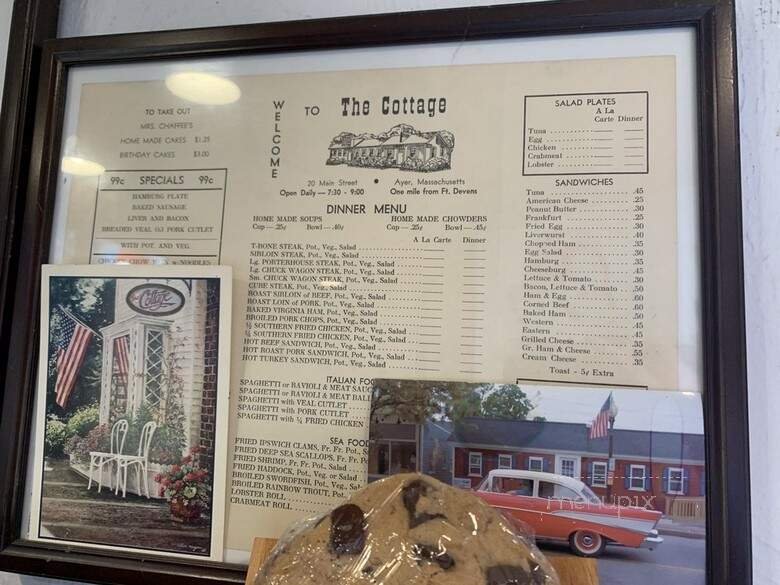 TO TAKE OUT
MRS. CHAFFEE'S
HOME MADE CAKES $1.25
BIRTHDAY CAKES $3.00
99c SPECIALS 99c
HAMBURG PLATE
BAKED SAUSAGE
LIVER AND BACON
BREADED VEAL OR PORK CUTLET
WITH POT. AND VEG.
CHICKEN CHOW W/ NOODLES
WELCOME
TO The Cottage
20 Main Street • Ayer, Massachusetts
Open Daily — 7:30 - 9:00 One mile from Ft. Devens
DINNER MENU
HOME MADE SOUPS HOME MADE CHOWDERS
Cup — .25¢ Bowl — .40¢ Cup — .25¢ Bowl — .45¢
A La Carte Dinner
T-BONE STEAK, Pot., Veg., Salad
SIRLOIN STEAK, Pot., Veg., Salad
Lg. PORTERHOUSE STEAK, Pot., Veg., Salad
Lg. CHUCK WAGON STEAK, Pot., Veg., Salad
Sm. CHUCK WAGON STEAK, Pot., Veg., Salad
CUBE STEAK, Pot., Veg., Salad
ROAST SIRLOIN of BEEF, Pot., Veg., Salad
ROAST LOIN of PORK, Pot., Veg., Salad
BAKED VIRGINIA HAM, Pot., Veg., Salad
BROILED PORK CHOPS, Pot., Veg., Salad
½ SOUTHERN FRIED CHICKEN, Pot., Veg., Salad
¼ SOUTHERN FRIED CHICKEN, Pot., Veg., Salad
HOT BEEF SANDWICH, Pot., Veg., Salad
HOT ROAST PORK SANDWICH, Pot., Veg., Salad
HOT TURKEY SANDWICH, Pot., Veg., Salad
ITALIAN FOO
SPAGHETTI or RAVIOLI & MEAT SAUC
SPAGHETTI or RAVIOLI & MEAT BALL
SPAGHETTI with VEAL CUTLET
SPAGHETTI with PORK CUTLET
SPAGHETTI with ¼ FRIED CHICKEN
SEA FOOD
FRIED IPSWICH CLAMS, Fr. Fr. Pot., S
FRIED DEEP SEA SCALLOPS, Fr. Fr. P
FRIED SHRIMP, Fr. Fr. Pot., Salad
FRIED HADDOCK, Pot., Veg. or Salad
BROILED SWORDFISH, Pot., Veg., Sal
BROILED RAINBOW TROUT, Pot.
LOBSTER ROLL
CRABMEAT ROLL
SALAD PLATES
A La
Carte Dinner
Tuna
Egg
Chicken
Crabmeat
Lobster
SANDWICHES
Tuna .45
American Cheese .25
Peanut Butter .30
Frankfurt .25
Fried Egg .30
Liverwurst .40
Chopped Ham .35
Egg Salad .30
Hamburg .35
Cheeseburg .45
Lettuce & Tomato .30
Bacon, Lettuce & Tomato .50
Ham & Egg .60
Corned Beef .60
Baked Ham .50
Western .45
Eastern .45
Grilled Cheese .35
Gr. Ham & Cheese .55
Cream Cheese .35
Toast - 5¢ Extra
Cottage
menupix